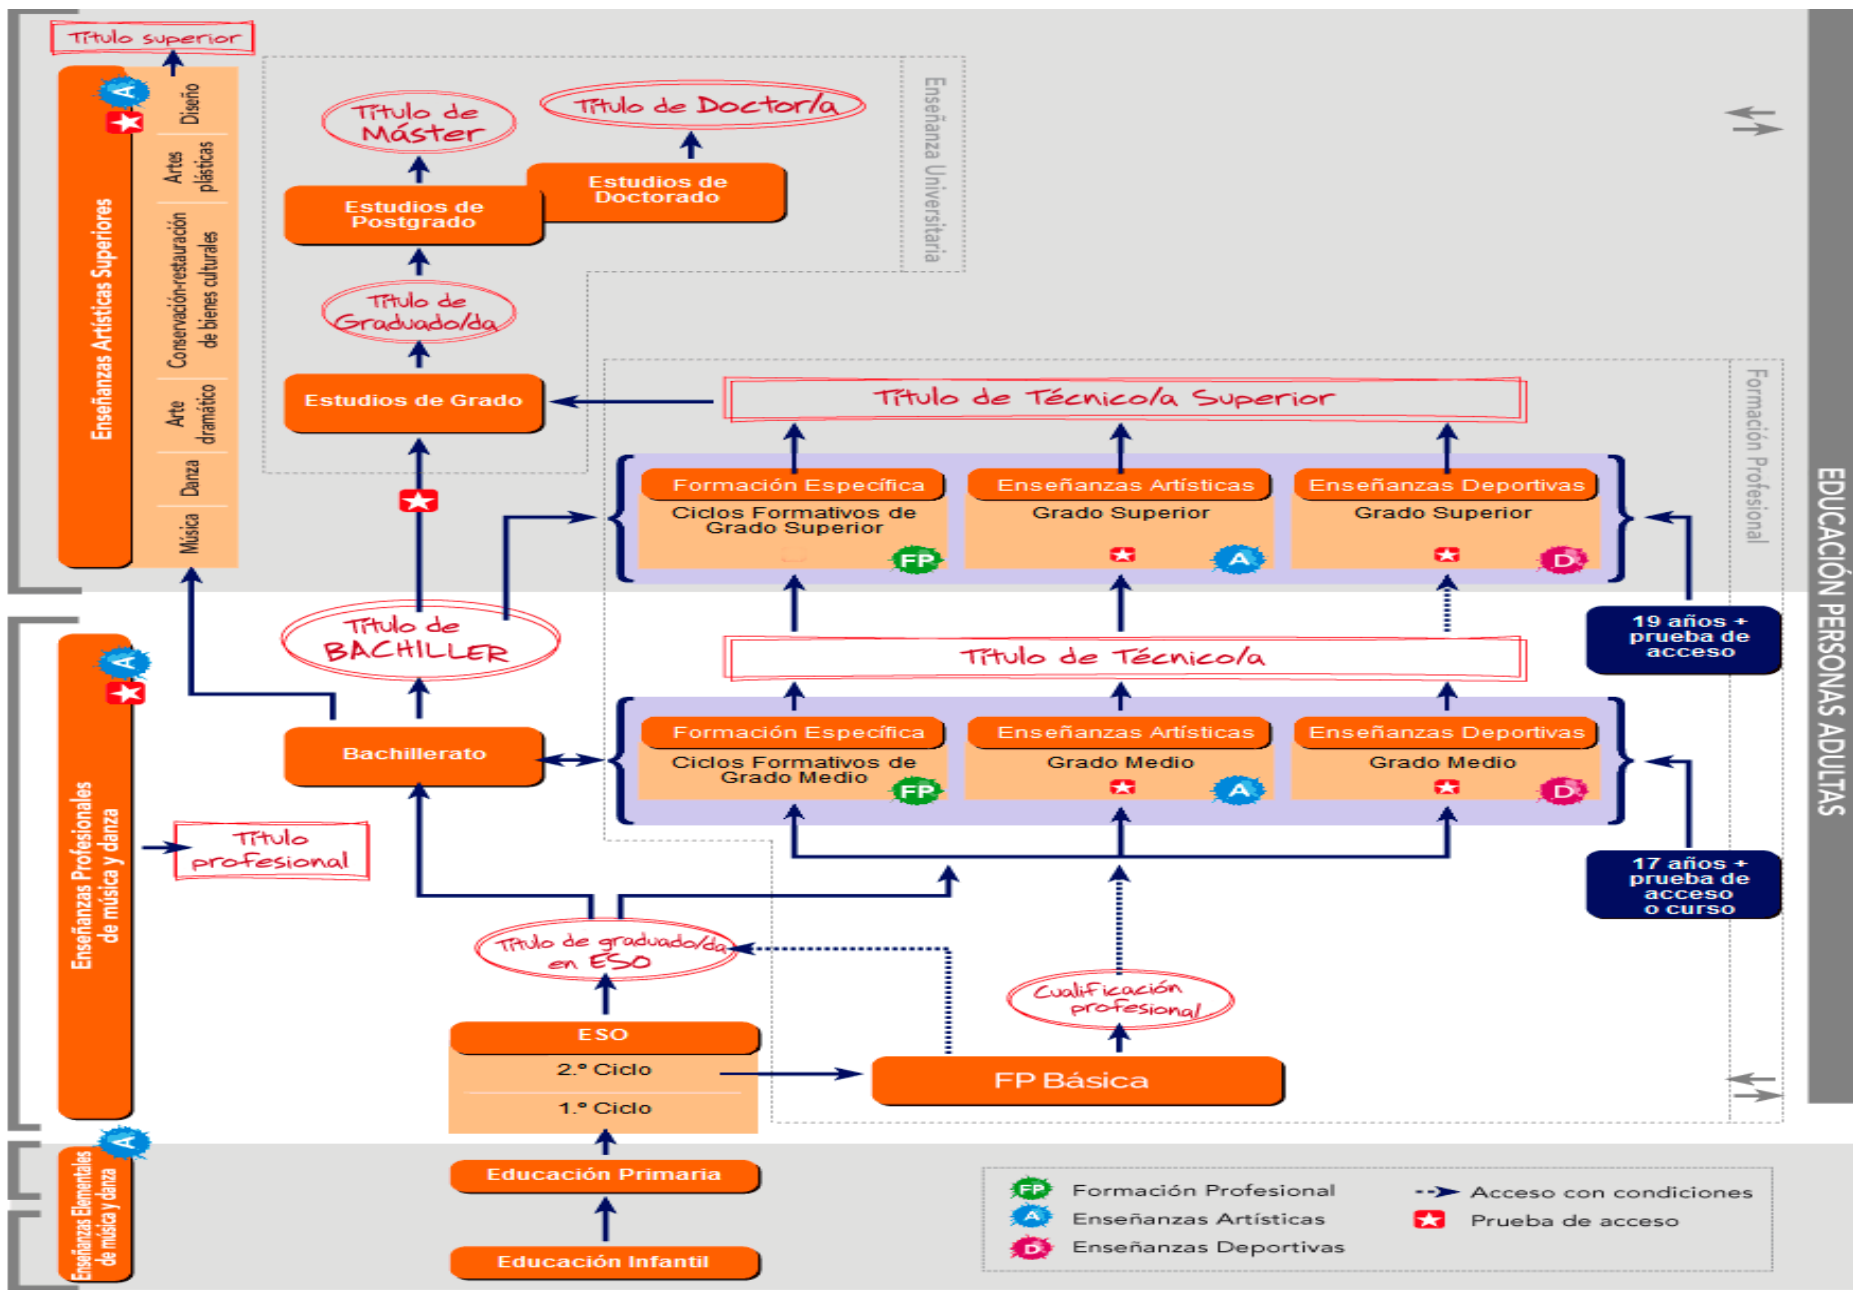 Título superior
Enseñanzas Artísticas Superiores
Música
Danza
Arte
dramático
Conservación-restauración
de bienes culturales
Artes
plásticas
Diseño
A
Título de
Máster
Título de Doctor/a
Estudios de
Postgrado
Estudios de
Doctorado
Enseñanza Universitaria
Título de
Graduado/da
Estudios de Grado
Título de Técnico/a Superior
Formación Profesional
Formación Específica
Ciclos Formativos de
Grado Superior
FP
Enseñanzas Artísticas
Grado Superior
A
Enseñanzas Deportivas
Grado Superior
D
19 años +
prueba de
acceso
EDUCACIÓN PERSONAS ADULTAS
Título de
BACHILLER
Título de Técnico/a
Bachillerato
Formación Específica
Ciclos Formativos de
Grado Medio
FP
Enseñanzas Artísticas
Grado Medio
A
Enseñanzas Deportivas
Grado Medio
D
17 años +
prueba de
acceso
o curso
Enseñanzas Profesionales
de música y danza
A
Título
profesional
Título de graduado/da
en ESO
Cualificación
profesional
ESO
2.º Ciclo
1.º Ciclo
FP Básica
Enseñanzas Elementales
de música y danza
A
Educación Primaria
Educación Infantil
FP Formación Profesional
A Enseñanzas Artísticas
D Enseñanzas Deportivas
Acceso con condiciones
Prueba de acceso